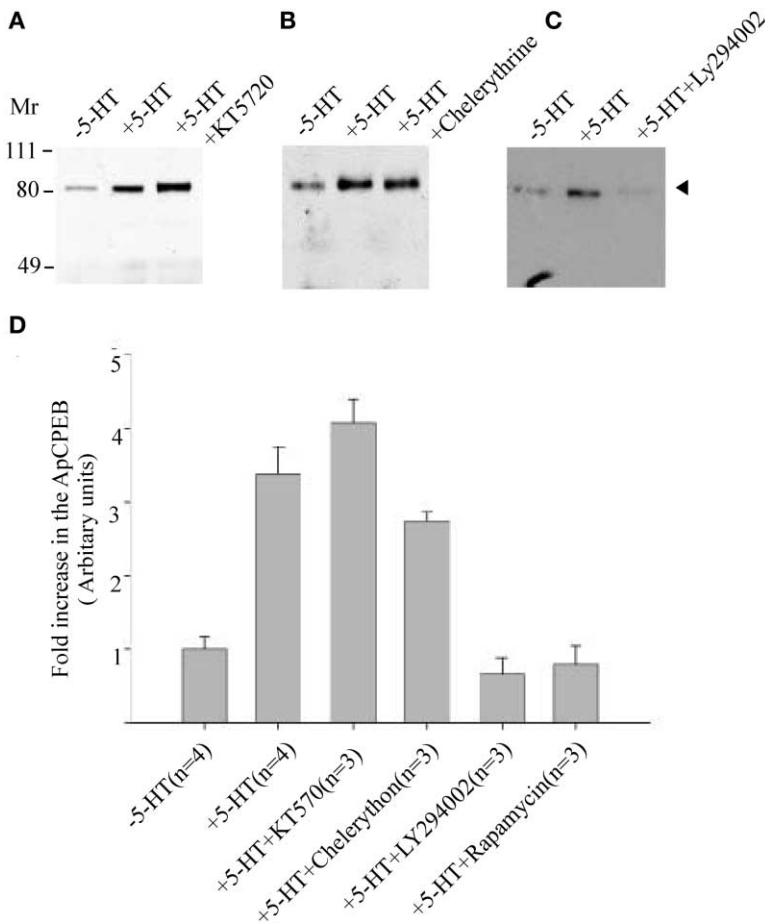 A
B
C
Mr
-5-HT
+5-HT
+5-HT
+KT5720
-5-HT
+5-HT
+5-HT
+Chelerythrine
-5-HT
+5-HT
+5-HT+Ly294002
111
80
49
D
Fold increase in the ApCPEB
( Arbitary units)
5
4
3
2
1
-5-HT(n=4)
+5-HT(n=4)
+5-HT+KT570(n=3)
+5-HT+Chelerython(n=3)
+5-HT+LY294002(n=3)
+5-HT+Rapamycin(n=3)